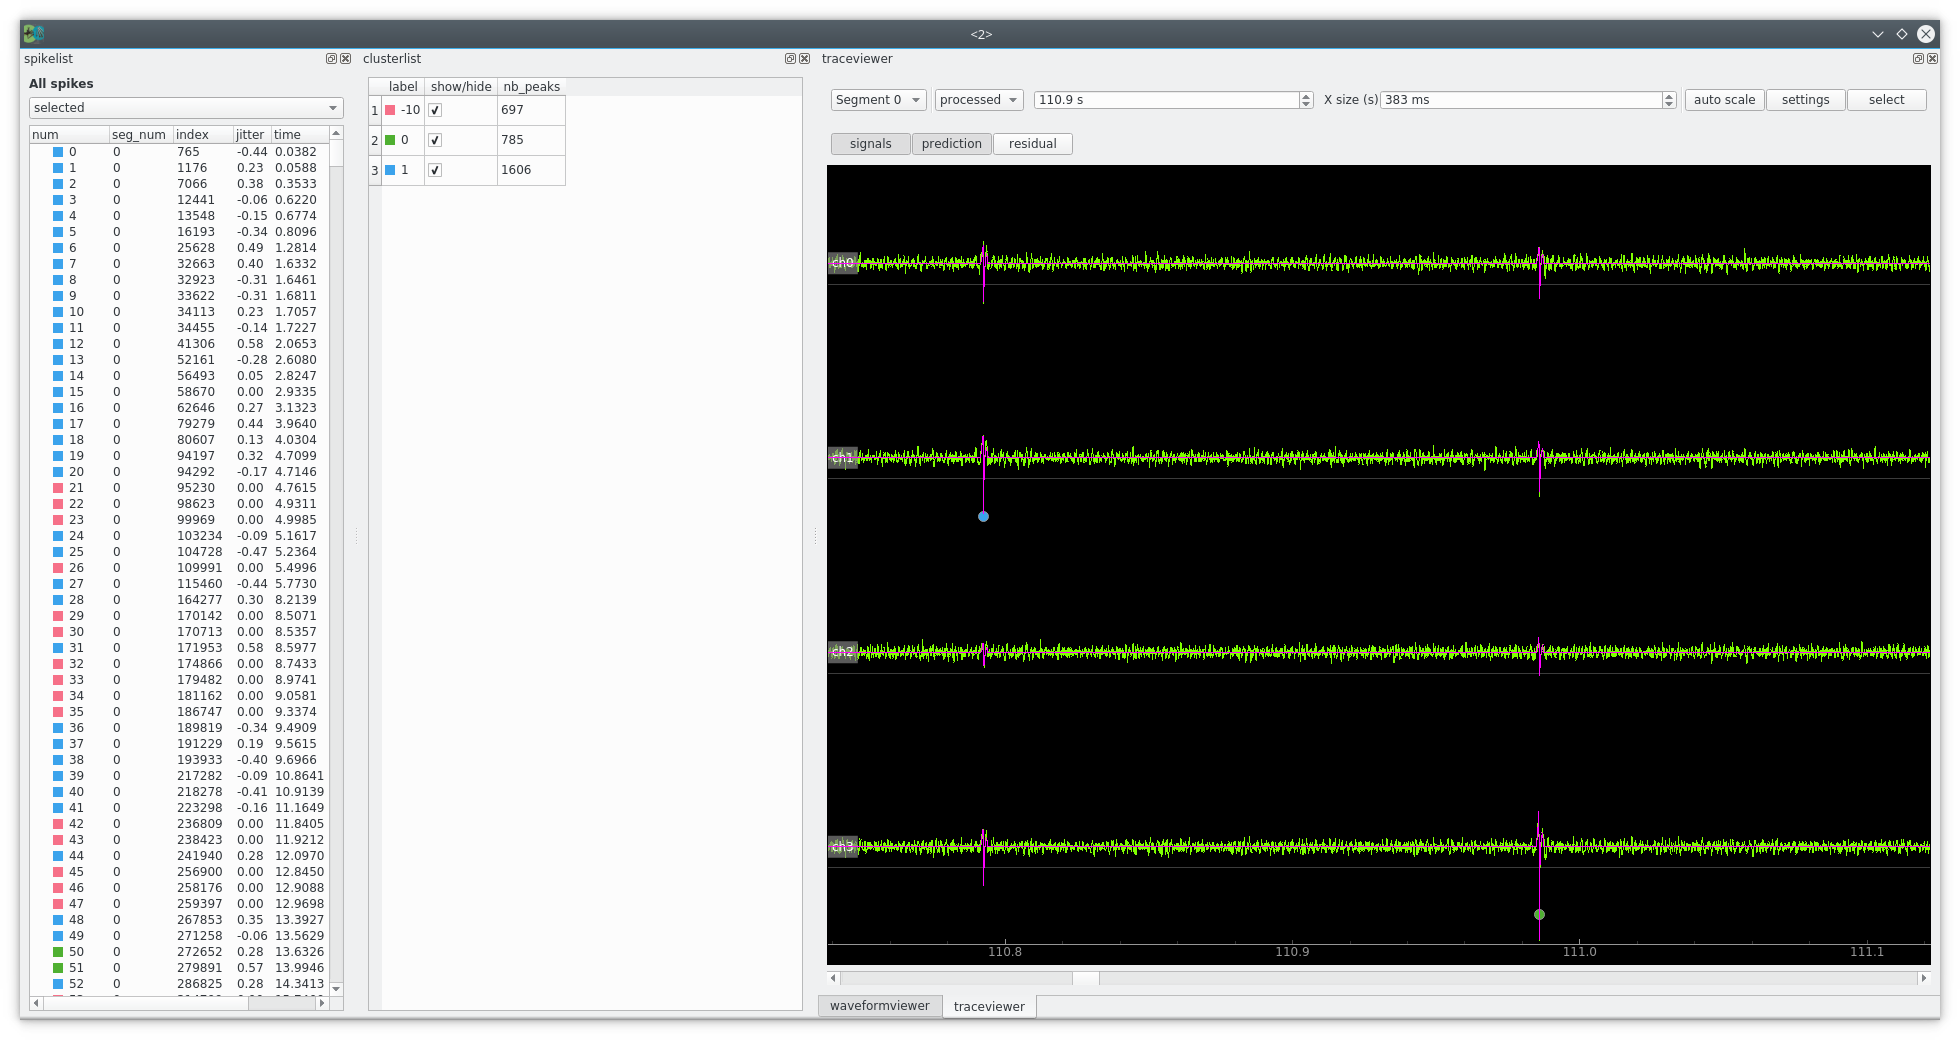 <2>
spikelist
clusterlist
traceviewer
All spikes
selected
num seg_num index jitter time
0 0 765 -0.44 0.0382
1 0 1176 0.23 0.0588
2 0 7066 0.38 0.3533
3 0 12441 -0.06 0.6220
4 0 13548 -0.15 0.6774
5 0 16193 -0.34 0.8096
6 0 25628 0.49 1.2814
7 0 32663 0.40 1.6332
8 0 32923 -0.31 1.6461
9 0 33622 -0.31 1.6811
10 0 34113 0.23 1.7057
11 0 34455 -0.14 1.7227
12 0 41306 0.58 2.0653
13 0 52161 -0.28 2.6080
14 0 56493 0.05 2.8247
15 0 58670 0.00 2.9335
16 0 62646 0.27 3.1323
17 0 79279 0.44 3.9640
18 0 80607 0.13 4.0304
19 0 94197 0.32 4.7099
20 0 94292 -0.17 4.7146
21 0 95230 0.00 4.7615
22 0 98623 0.00 4.9311
23 0 99969 0.00 4.9985
24 0 103234 -0.09 5.1617
25 0 104728 -0.47 5.2364
26 0 109991 0.00 5.4996
27 0 115460 -0.44 5.7730
28 0 164277 0.30 8.2139
29 0 170142 0.00 8.5071
30 0 170713 0.00 8.5357
31 0 171953 0.58 8.5977
32 0 174866 0.00 8.7433
33 0 179482 0.00 8.9741
34 0 181162 0.00 9.0581
35 0 186747 0.00 9.3374
36 0 189819 -0.34 9.4909
37 0 191229 0.19 9.5615
38 0 193933 -0.40 9.6966
39 0 217282 -0.09 10.8641
40 0 218278 -0.41 10.9139
41 0 223298 -0.16 11.1649
42 0 236809 0.00 11.8405
43 0 238423 0.00 11.9212
44 0 241940 0.28 12.0970
45 0 256900 0.00 12.8450
46 0 258176 0.00 12.9088
47 0 259397 0.00 12.9698
48 0 267853 0.35 13.3927
49 0 271258 -0.06 13.5629
50 0 272652 0.28 13.6326
51 0 279891 0.57 13.9946
52 0 286825 0.28 14.3413
label show/hide nb_peaks
1 -10 697
2 0 785
3 1 1606
Segment 0 processed 110.9 s X size (s) 383 ms auto scale settings select
signals prediction residual
ch0
ch1
ch2
ch3
110.8 110.9 111.0 111.1
waveformviewer traceviewer